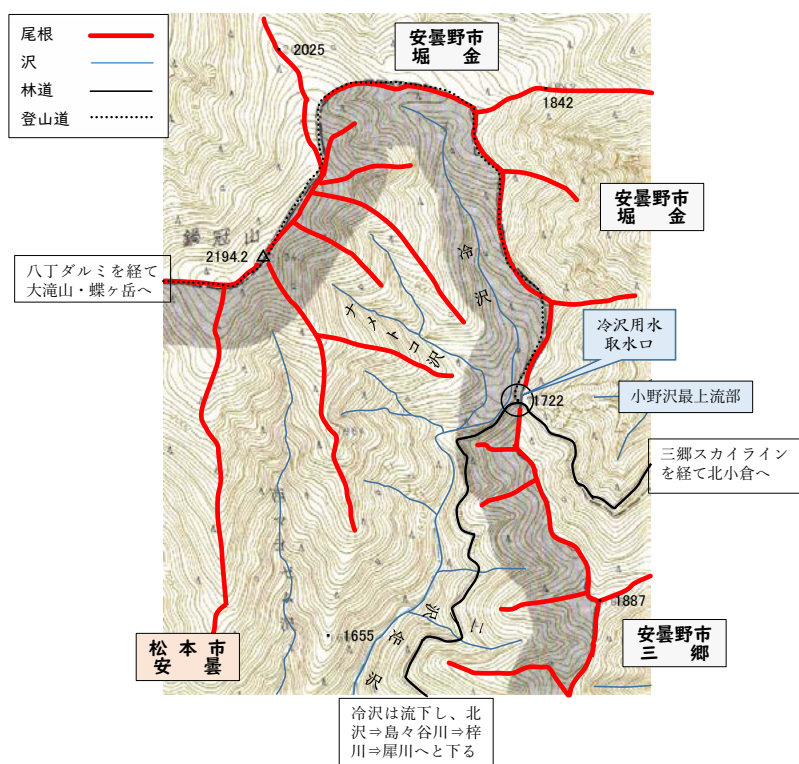 尾根
沢
林道
登山道
2025
安曇野市
堀 金
1842
安曇野市
堀 金
鍋冠山
2194.2
八丁ダルミを経て
大滝山・蝶ヶ岳へ
冷沢
ナメトコ沢
冷沢用水
取水口
1722
小野沢最上流部
三郷スカイライン
を経て北小倉へ
1887
1655
冷沢
松 本 市
安 曇
安曇野市
三 郷
冷沢は流下し、北
沢⇒島々谷川⇒梓
川⇒犀川へと下る